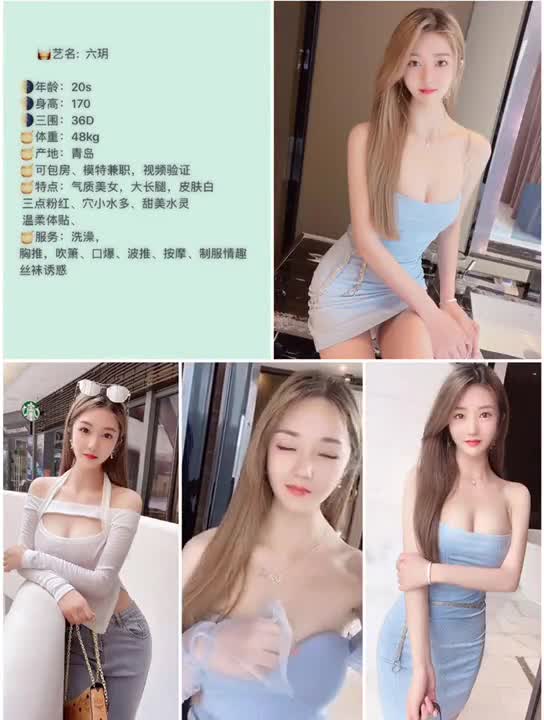 艺名: 六玥
年龄: 20s
身高: 170
三围: 36D
体重: 48kg
产地: 青岛
可包房、模特兼职，视频验证
特点: 气质美女，大长腿，皮肤白
三点粉红、穴小水多、甜美水灵
温柔体贴、
服务: 洗澡，
胸推，吹箫、口爆、波推、按摩、制服情趣
丝袜诱惑